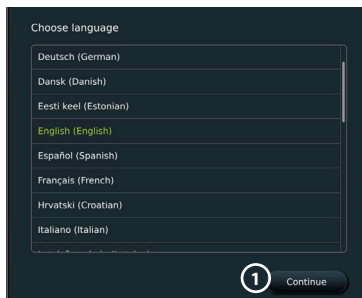 Choose language
Deutsch (German)
Dansk (Danish)
Eesti keel (Estonian)
English (English)
Español (Spanish)
Français (French)
Hrvatski (Croatian)
Italiano (Italian)
1 Continue